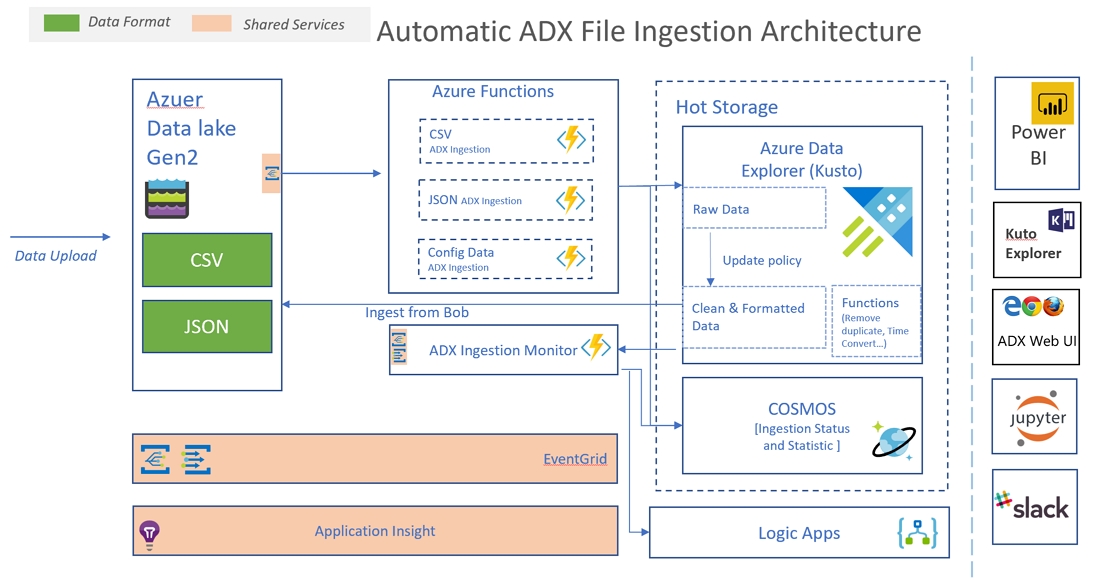 Data Format
Shared Services
Automatic ADX File Ingestion Architecture
Data Upload
Azuer
Data lake
Gen2
CSV
JSON
Azure Functions
CSV
ADX Ingestion
JSON ADX Ingestion
Config Data
ADX Ingestion
Ingest from Bob
ADX Ingestion Monitor
EventGrid
Application Insight
Hot Storage
Azure Data
Explorer (Kusto)
Raw Data
Update policy
Clean & Formatted
Data
Functions
(Remove
duplicate, Time
Convert...)
COSMOS
[Ingestion Status
and Statistic ]
Logic Apps
Power
BI
Kuto
Explorer
ADX Web UI
jupyter
slack